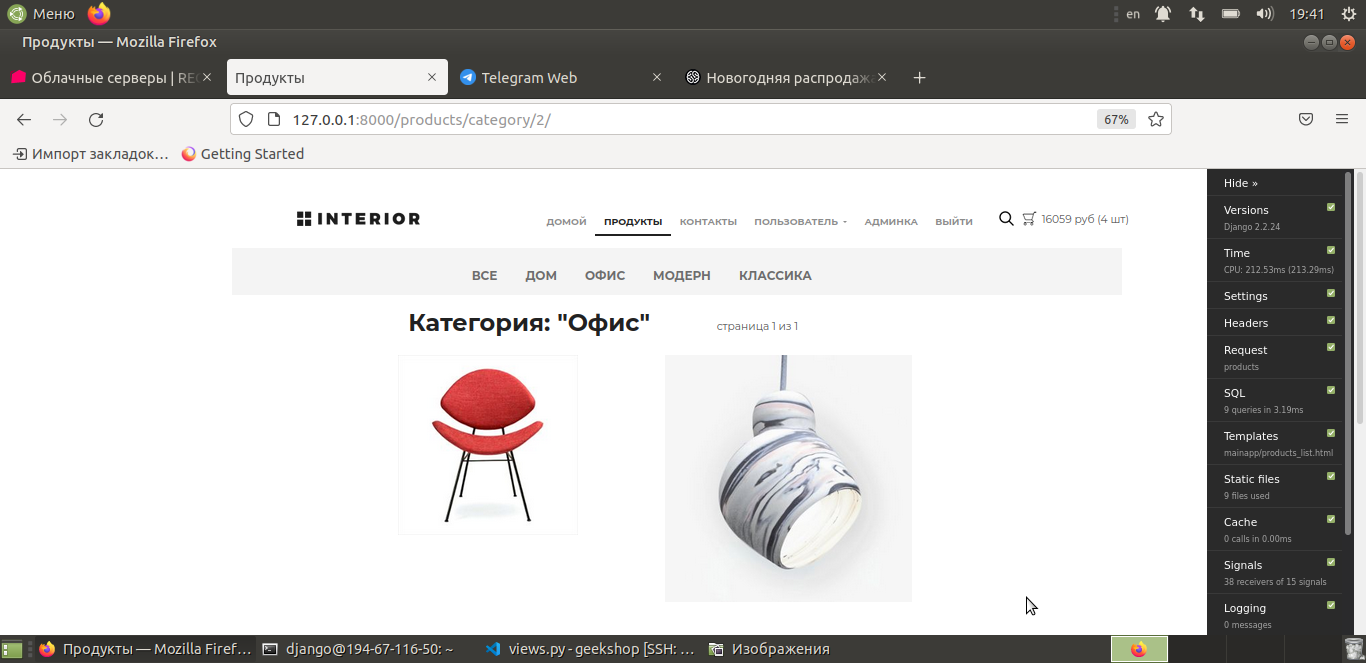 Меню
en
19:41
Продукты — Mozilla Firefox
Облачные серверы | RE
Продукты
Telegram Web
Новогодняя распродажа
127.0.0.1:8000/products/category/2/
67%
Импорт закладок…
Getting Started
INTERIOR
ДОМОЙ
ПРОДУКТЫ
КОНТАКТЫ
ПОЛЬЗОВАТЕЛЬ
АДМИНКА
ВЫЙТИ
16059 руб (4 шт)
ВСЕ
ДОМ
ОФИС
МОДЕРН
КЛАССИКА
Категория: "Офис"
страница 1 из 1
Hide »
Versions
Django 2.2.24
Time
CPU: 212.53ms (213.29ms)
Settings
Headers
Request
products
SQL
9 queries in 3.19ms
Templates
mainapp/products_list.html
Static files
9 files used
Cache
0 calls in 0.00ms
Signals
38 receivers of 15 signals
Logging
0 messages
Продукты — Mozilla Firef…
django@194-67-116-50: ~
views.py - geekshop [SSH: …
Изображения